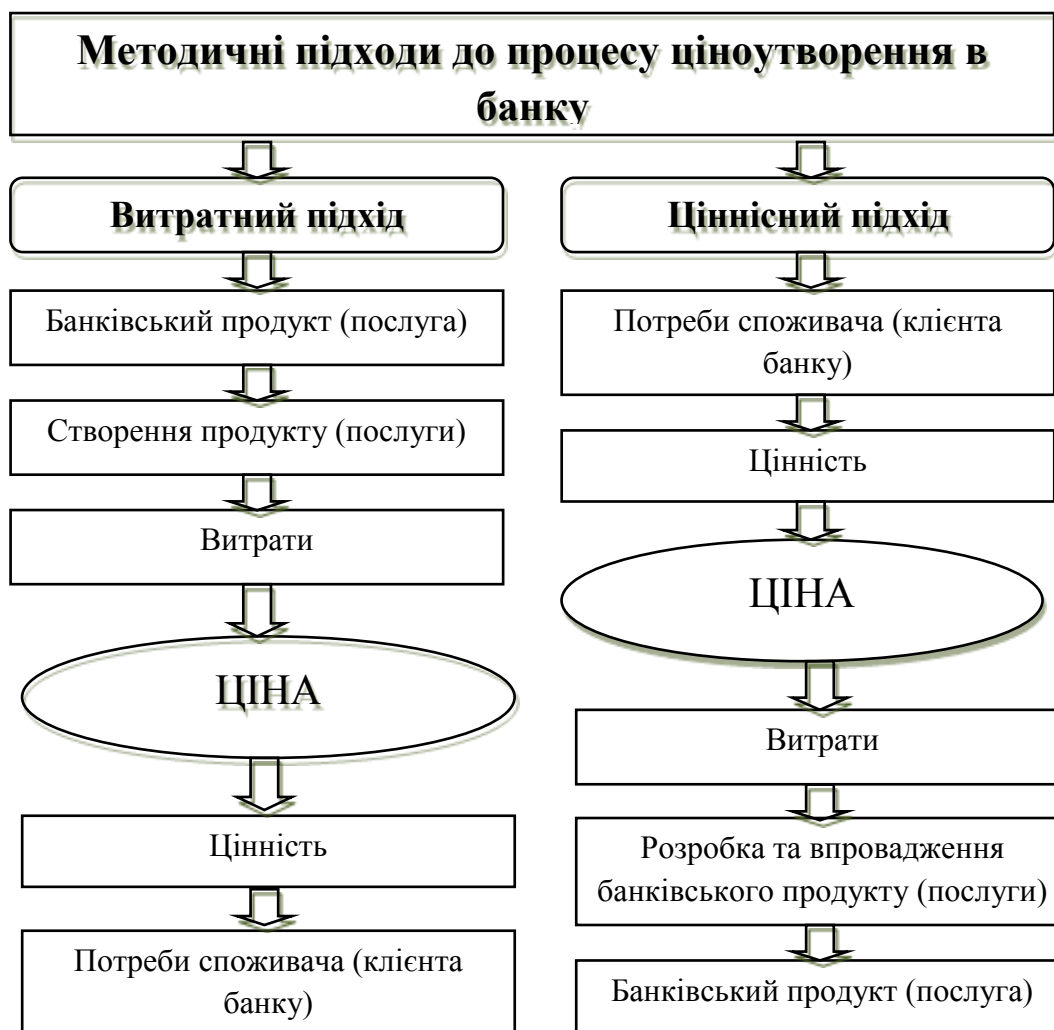 Методичні підходи до процесу ціноутворення в
банку
Витратний підхід
Банківський продукт (послуга)
Створення продукту (послуги)
Витрати
ЦІНА
Цінність
Потреби споживача (клієнта
банку)
Ціннісний підхід
Потреби споживача (клієнта
банку)
Цінність
ЦІНА
Витрати
Розробка та впровадження
банківського продукту (послуги)
Банківський продукт (послуга)